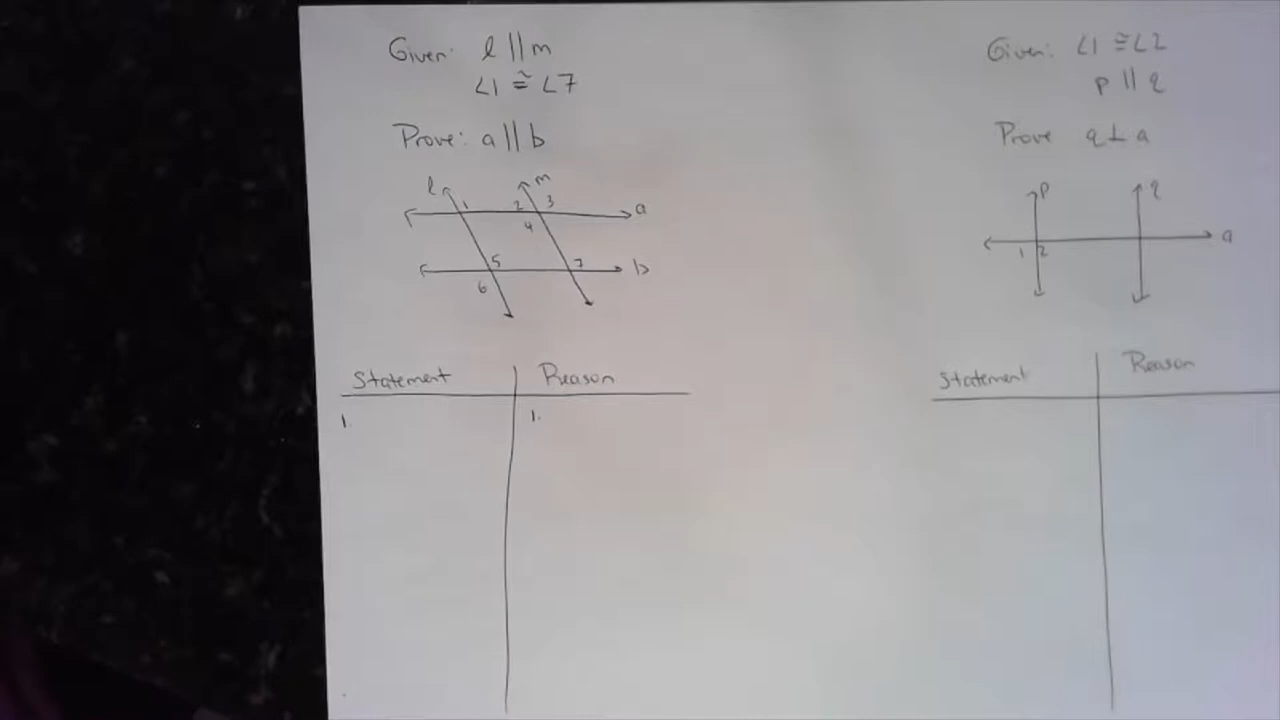 Given: l || m
∠1 ≅ ∠7
Prove: a || b
l m
1 2 3 a
4
5 7 b
6
Statement Reason
1. 1.
Given: ∠1 ≅ ∠2
p || q
Prove q ⊥ a
p q
a
1 2
Statement Reason